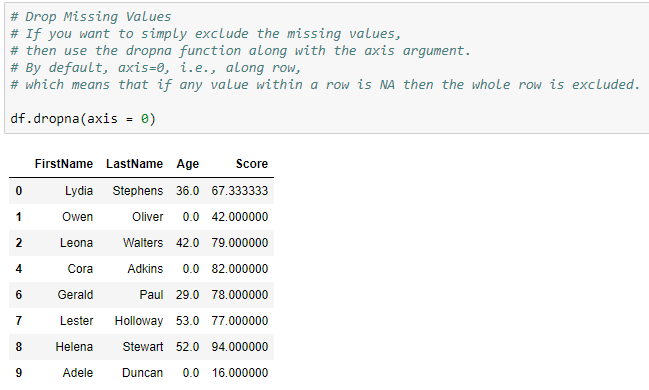 # Drop Missing Values
# If you want to simply exclude the missing values,
# then use the dropna function along with the axis argument.
# By default, axis=0, i.e., along row,
# which means that if any value within a row is NA then the whole row is excluded.
df.dropna(axis = 0)
FirstName LastName Age Score
0 Lydia Stephens 36.0 67.333333
1 Owen Oliver 0.0 42.000000
2 Leona Walters 42.0 79.000000
4 Cora Adkins 0.0 82.000000
6 Gerald Paul 29.0 78.000000
7 Lester Holloway 53.0 77.000000
8 Helena Stewart 52.0 94.000000
9 Adele Duncan 0.0 16.000000